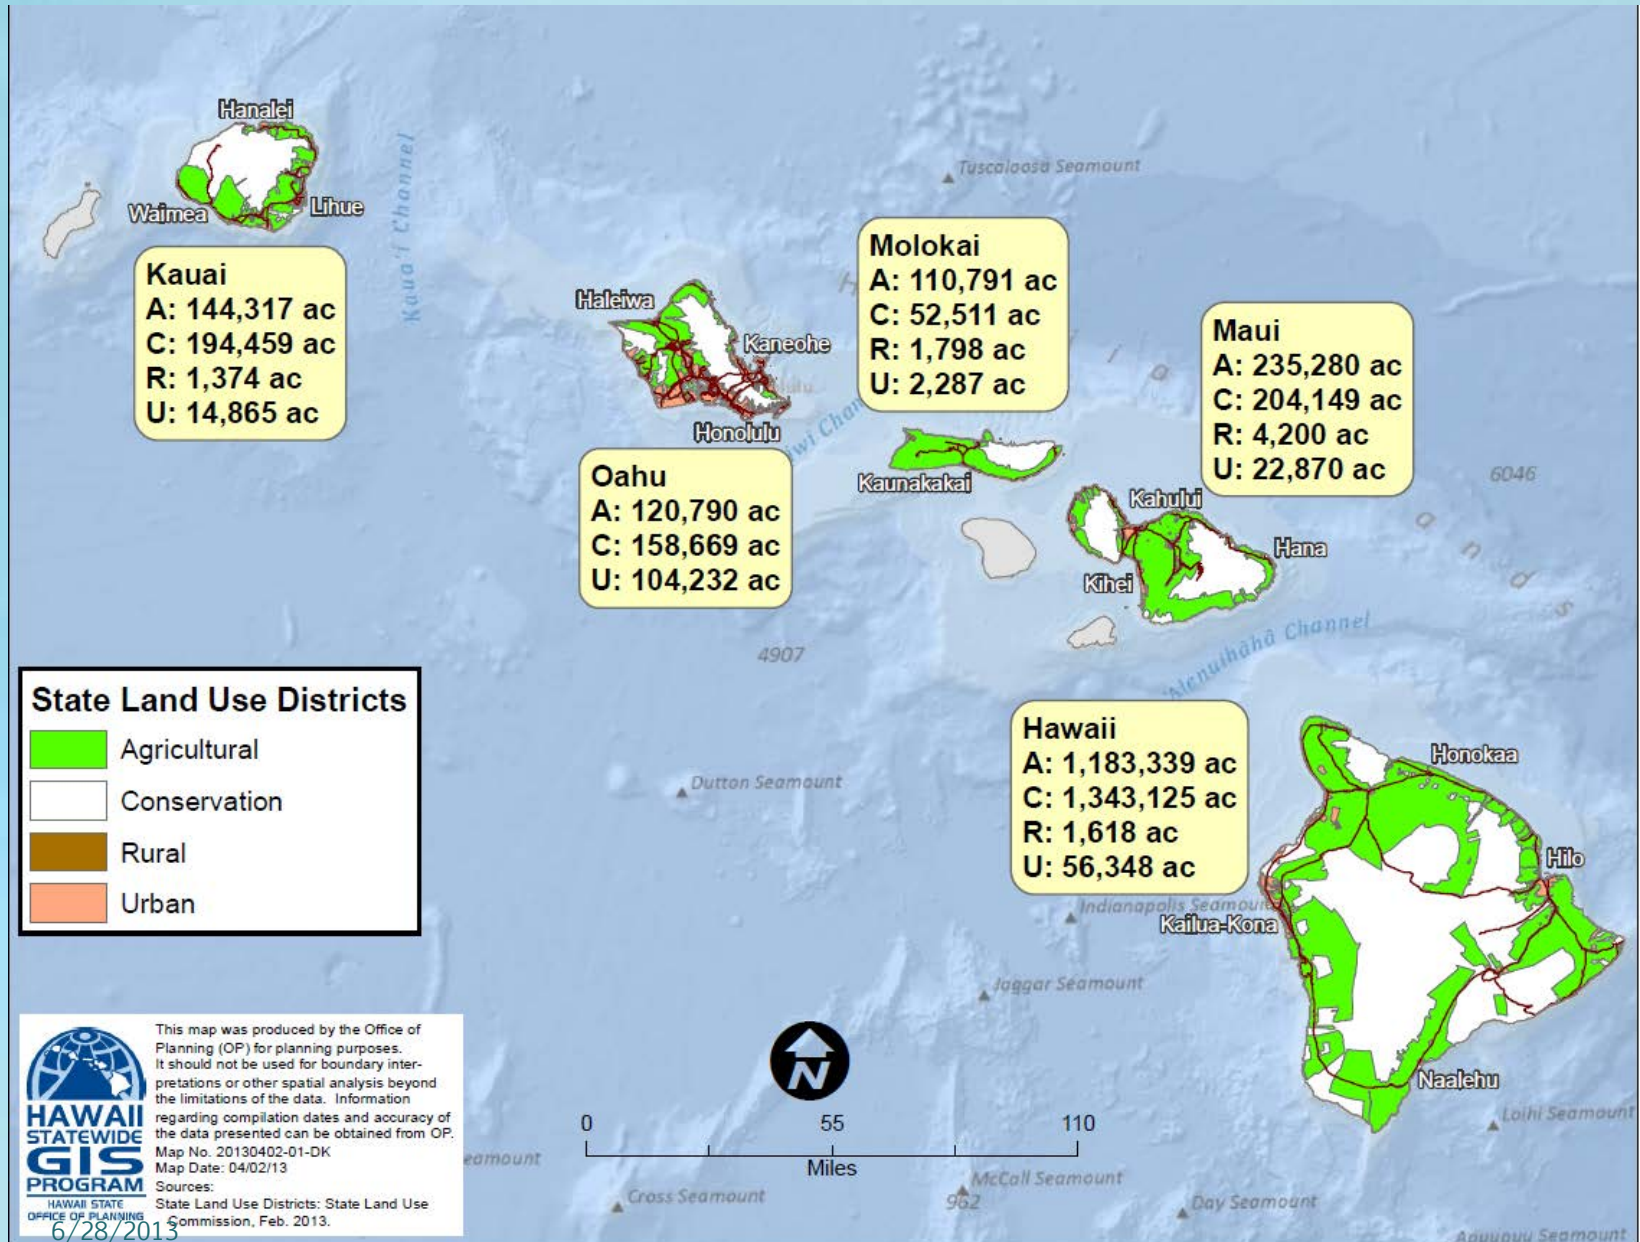 Hanalei
Waimea
Lihue
Kaua'i Channel
Kauai
A: 144,317 ac
C: 194,459 ac
R: 1,374 ac
U: 14,865 ac
Tuscaloosa Seamount
Haleiwa
Kaneohe
Honolulu
Oahu
A: 120,790 ac
C: 158,669 ac
U: 104,232 ac
Molokai
A: 110,791 ac
C: 52,511 ac
R: 1,798 ac
U: 2,287 ac
Kaunakakai
Maui
A: 235,280 ac
C: 204,149 ac
R: 4,200 ac
U: 22,870 ac
6046
Kahului
Hana
Kihei
4907
'Alenuihāhā Channel
State Land Use Districts
Agricultural
Conservation
Rural
Urban
Dutton Seamount
Hawaii
A: 1,183,339 ac
C: 1,343,125 ac
R: 1,618 ac
U: 56,348 ac
Honokaa
Hilo
Indianapolis Seamount
Kailua-Kona
Jaggar Seamount
Naalehu
Loihi Seamount
N
0 55 110
Miles
McCall Seamount
962
Cross Seamount
Day Seamount
Apuupuu Seamount
HAWAII
STATEWIDE
GIS
PROGRAM
HAWAII STATE
OFFICE OF PLANNING
This map was produced by the Office of
Planning (OP) for planning purposes.
It should not be used for boundary inter-
pretations or other spatial analysis beyond
the limitations of the data. Information
regarding compilation dates and accuracy of
the data presented can be obtained from OP.
Map No. 20130402-01-DK
Map Date: 04/02/13
Sources:
State Land Use Districts: State Land Use
Commission, Feb. 2013.
6/28/2013